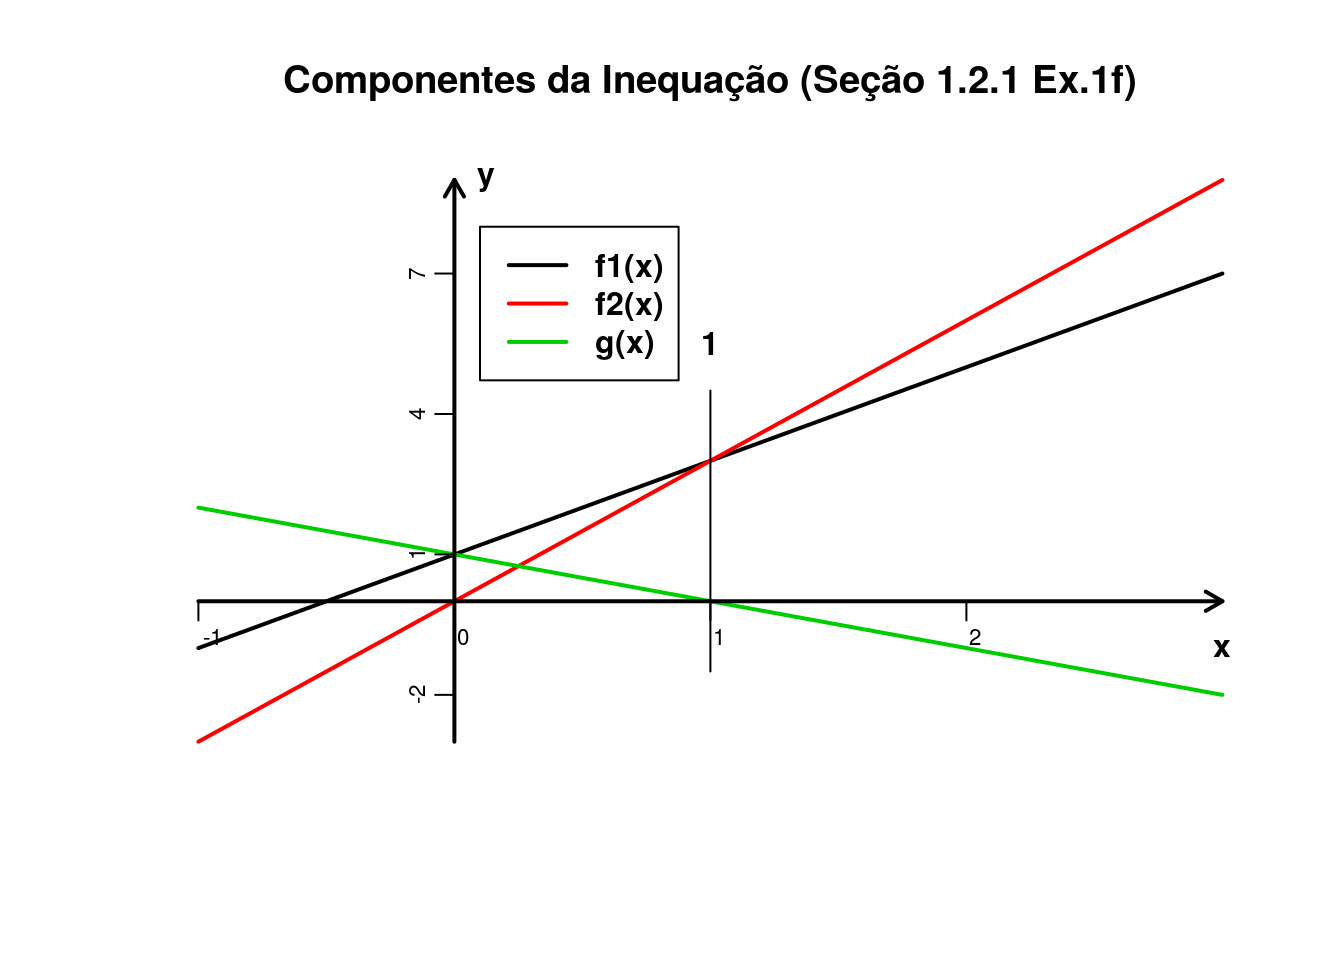 Componentes da Inequação (Seção 1.2.1 Ex.1f)
y
7
f1(x)
f2(x)
g(x)
1
4
1
-1
0
1
2
x
-2